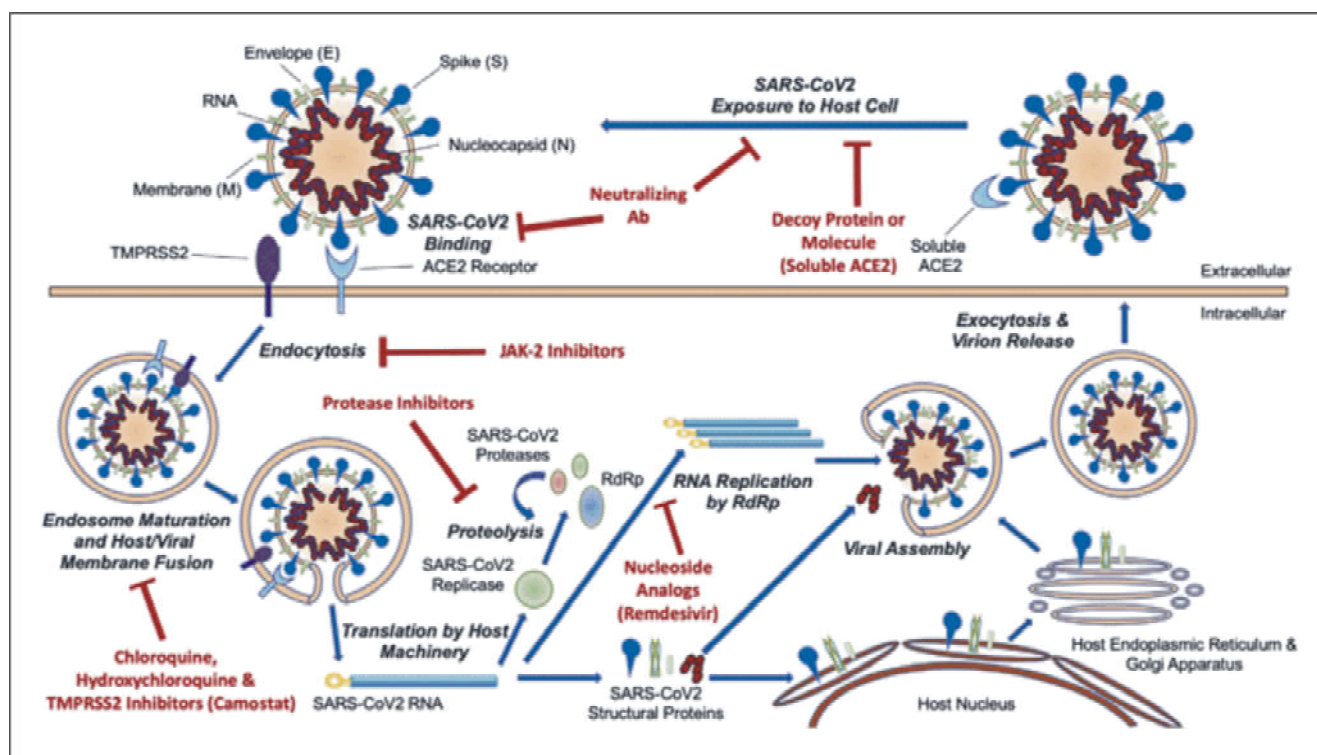 Envelope (E)
Spike (S)
RNA
Nucleocapsid (N)
Membrane (M)
SARS-CoV2
Exposure to Host Cell
Neutralizing
Ab
SARS-CoV2
Binding
Decoy Protein or
Molecule
(Soluble ACE2)
Soluble
ACE2
TMPRSS2
ACE2 Receptor
Extracellular
Intracellular
Endocytosis
JAK-2 Inhibitors
Exocytosis &
Virion Release
Protease Inhibitors
SARS-CoV2
Proteases
RdRp
Proteolysis
RNA Replication
by RdRp
Endosome Maturation
and Host/Viral
Membrane Fusion
SARS-CoV2
Replicase
Viral Assembly
Nucleoside
Analogs
(Remdesivir)
Translation by Host
Machinery
Chloroquine,
Hydroxychloroquine &
TMPRSS2 Inhibitors (Camostat)
SARS-CoV2 RNA
SARS-CoV2
Structural Proteins
Host Endoplasmic Reticulum &
Golgi Apparatus
Host Nucleus